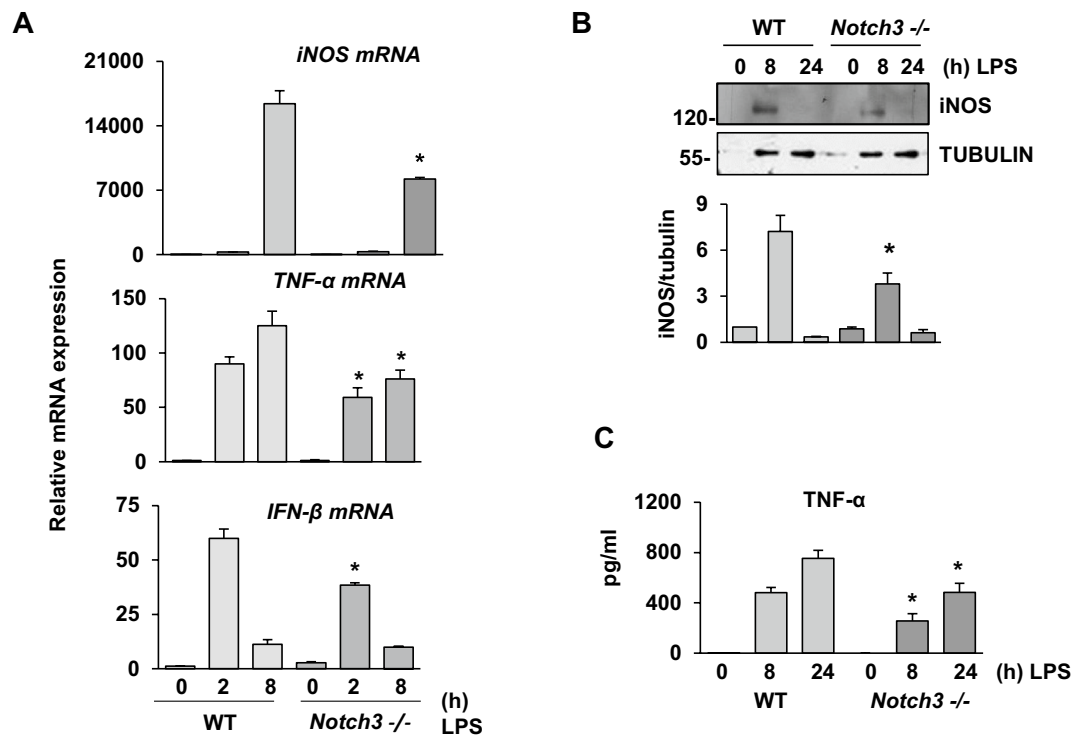 A
iNOS mRNA
21000
14000
7000
0
*
TNF-α mRNA
150
100
50
0
* *
IFN-β mRNA
75
50
25
0
*
Relative mRNA expression
0 2 8 0 2 8 (h)
WT Notch3 -/- LPS
B
WT Notch3 -/-
0 8 24 0 8 24 (h) LPS
120- iNOS
55- TUBULIN
9
6
3
0
*
iNOS/tubulin
C
TNF-α
1200
800
400
0
pg/ml
* *
0 8 24 0 8 24 (h) LPS
WT Notch3 -/-